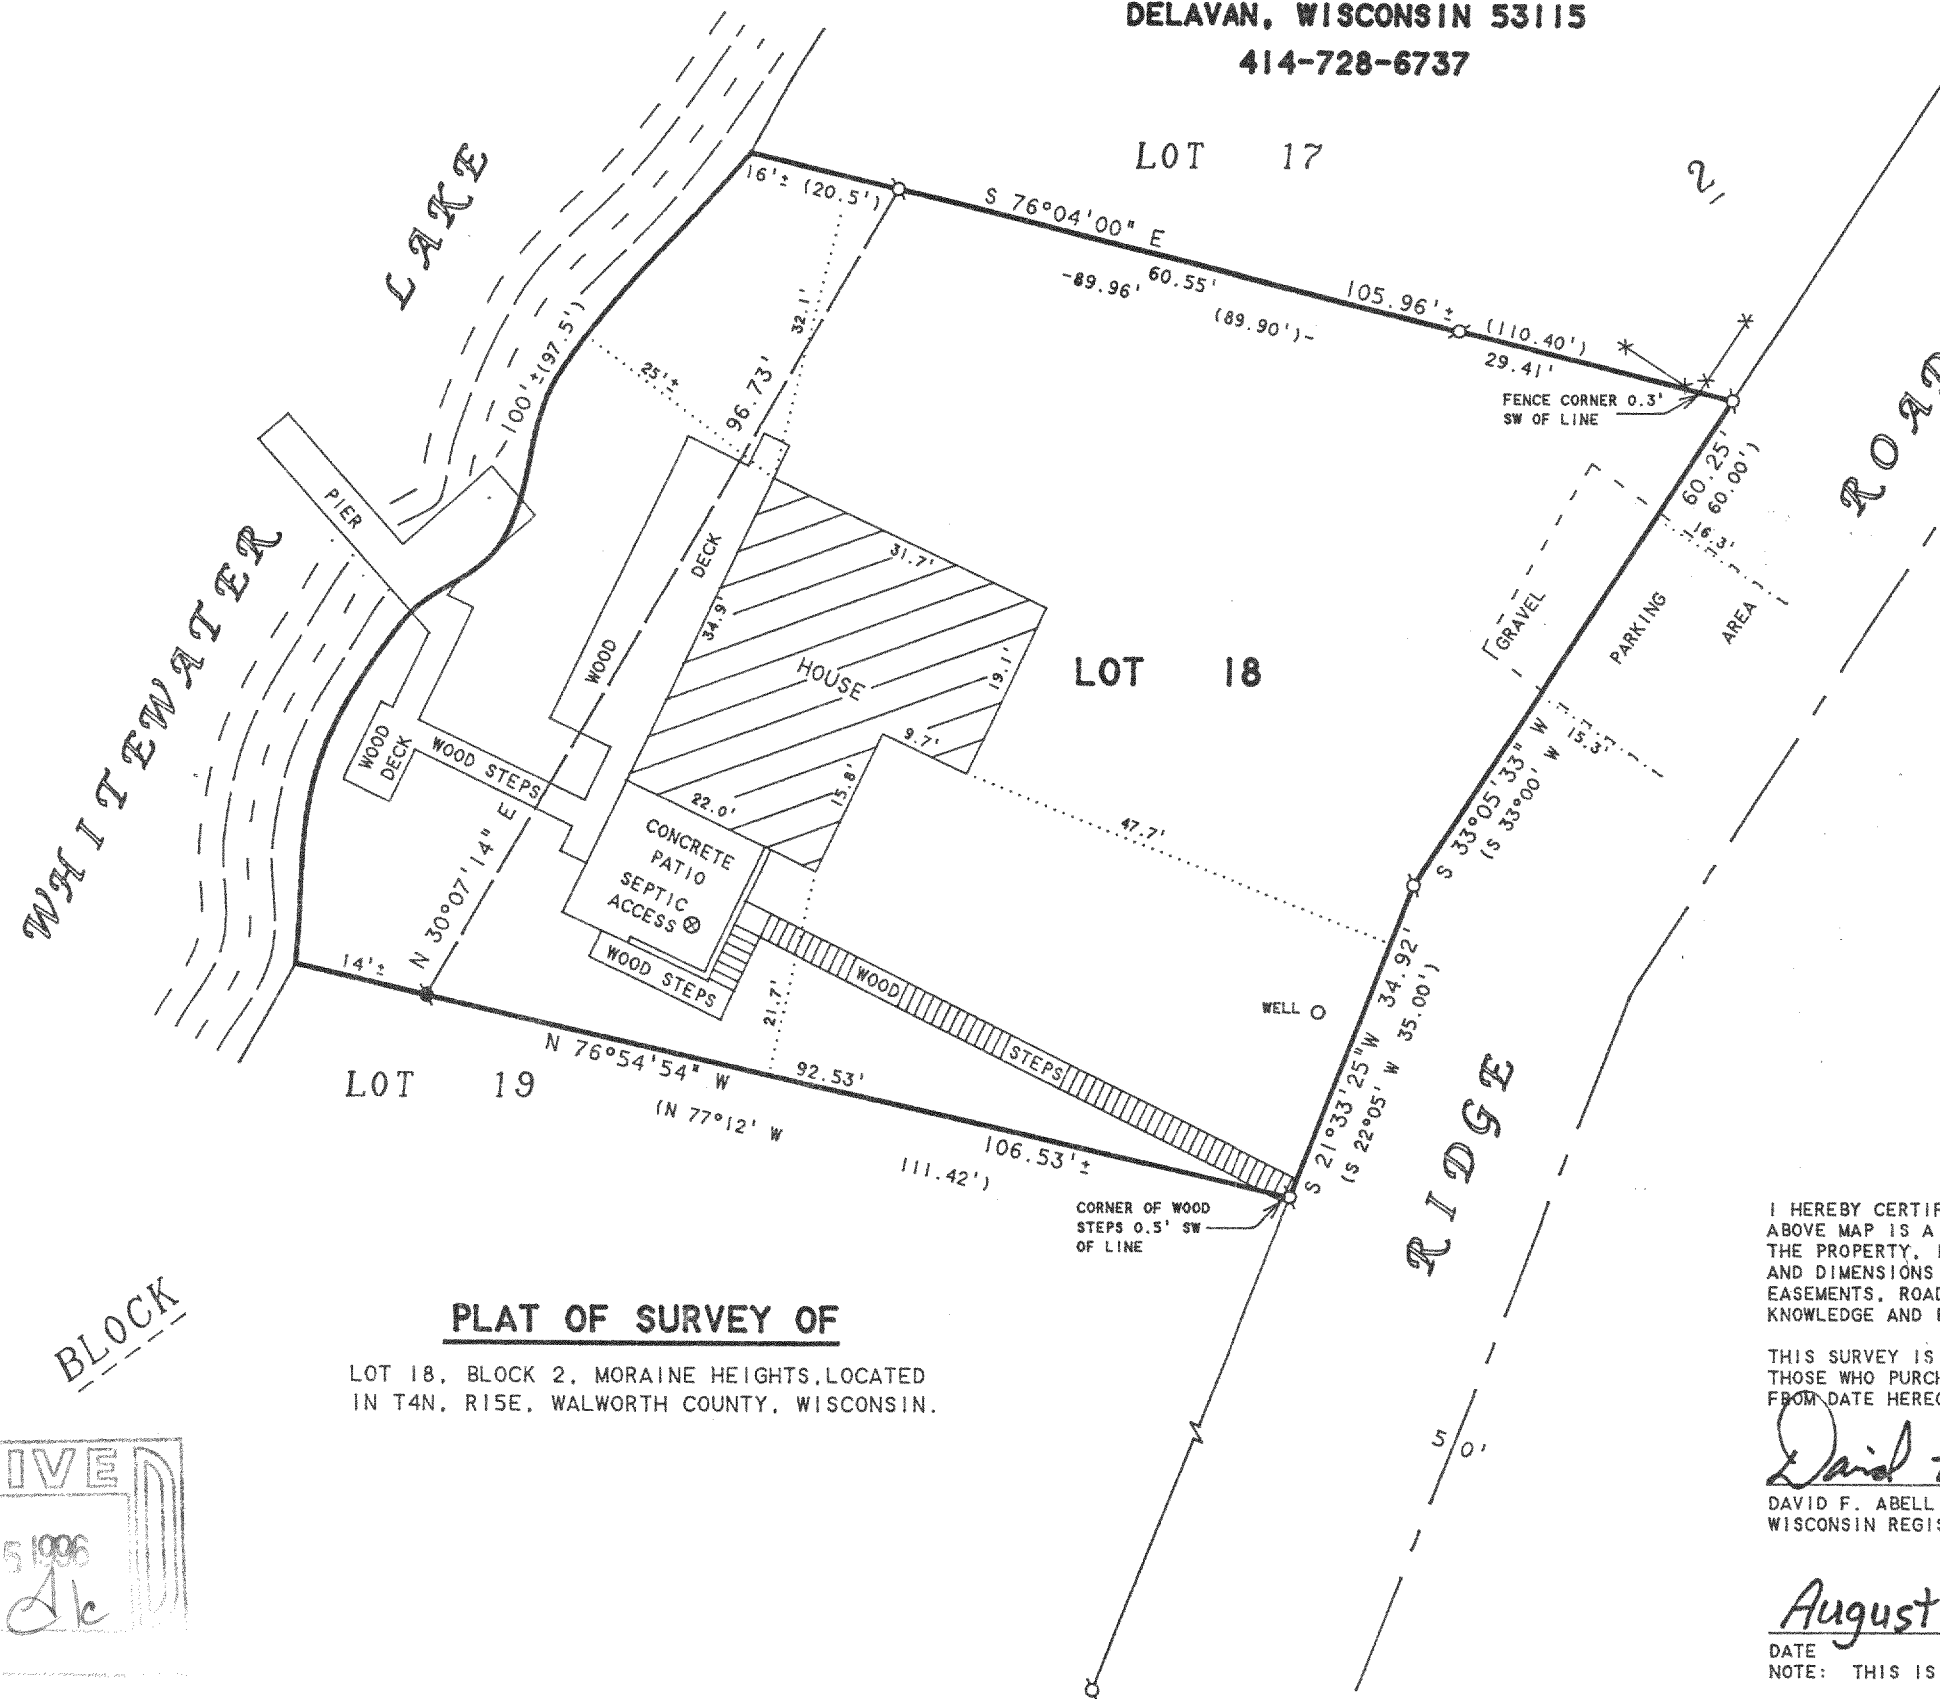 DELAVAN, WISCONSIN 53115
414-728-6737
LOT 17
2
LAKE
WHITEWATER
16'± (20.5')
S 76°04'00" E
60.55'
-89.96'
(89.90')-
105.96'±
(110.40')
29.41'
FENCE CORNER 0.3'
SW OF LINE
ROAD
100'±(97.5')
25'±
96.73'
32.1'
60.25'
60.00')
16.3'
PIER
WOOD DECK
34.9'
31.7'
HOUSE
19.1'
9.7'
15.8'
22.0'
LOT 18
GRAVEL PARKING AREA
15.3'
S 33°05'33" W
(S 33°00' W
WOOD
DECK
WOOD STEPS
CONCRETE
PATIO
SEPTIC
ACCESS
WOOD STEPS
47.7'
N 30°07'14" E
14'±
21.7'
WOOD STEPS
WELL
S 21°33'25"W 34.92'
(S 22°05' W 35.00')
RIDGE
LOT 19
N 76°54'54" W
92.53'
(N 77°12' W
106.53'±
111.42')
CORNER OF WOOD
STEPS 0.5' SW
OF LINE
50'
BLOCK
PLAT OF SURVEY OF
LOT 18, BLOCK 2, MORAINE HEIGHTS,LOCATED
IN T4N, R15E, WALWORTH COUNTY, WISCONSIN.
IVED
5 1996
I HEREBY CERTIF
ABOVE MAP IS A
THE PROPERTY,
AND DIMENSIONS
EASEMENTS, ROAD
KNOWLEDGE AND
THIS SURVEY IS
THOSE WHO PURCH
FROM DATE HEREO
David
DAVID F. ABELL
WISCONSIN REGIS
August
DATE
NOTE: THIS IS